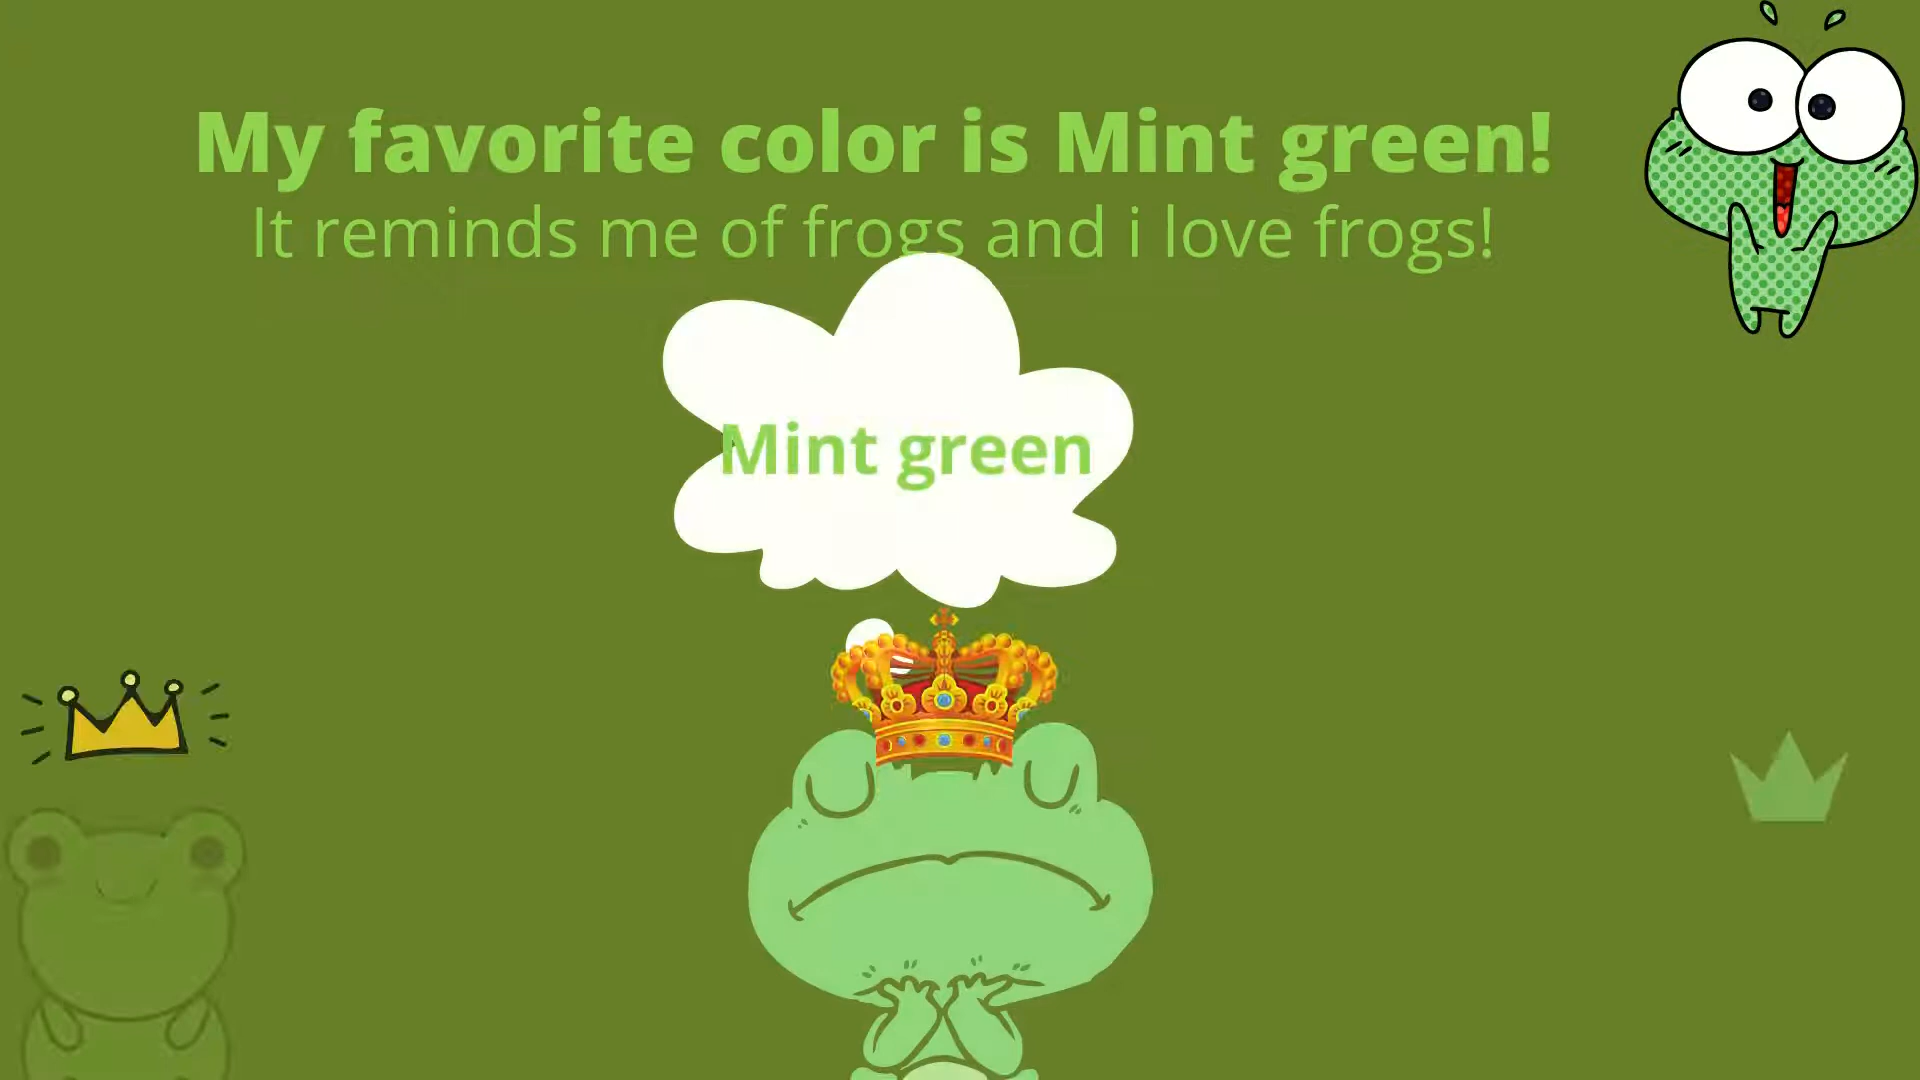 My favorite color is Mint green!
It reminds me of frogs and i love frogs!
Mint green